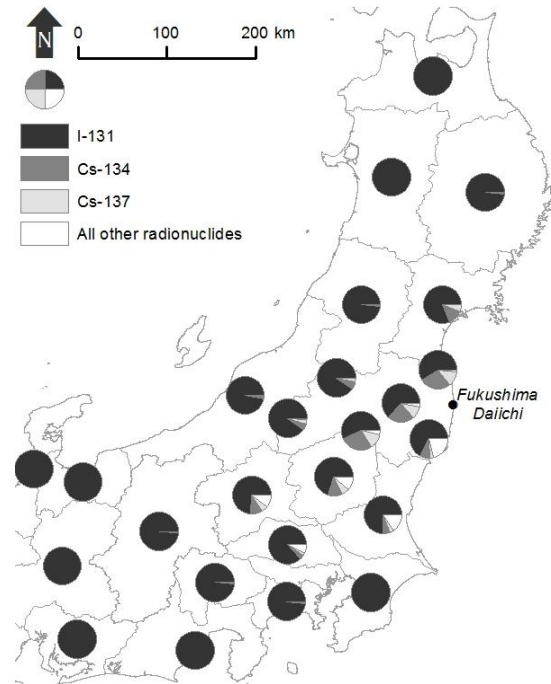 N
0 100 200 km
I-131
Cs-134
Cs-137
All other radionuclides
Fukushima
Daiichi